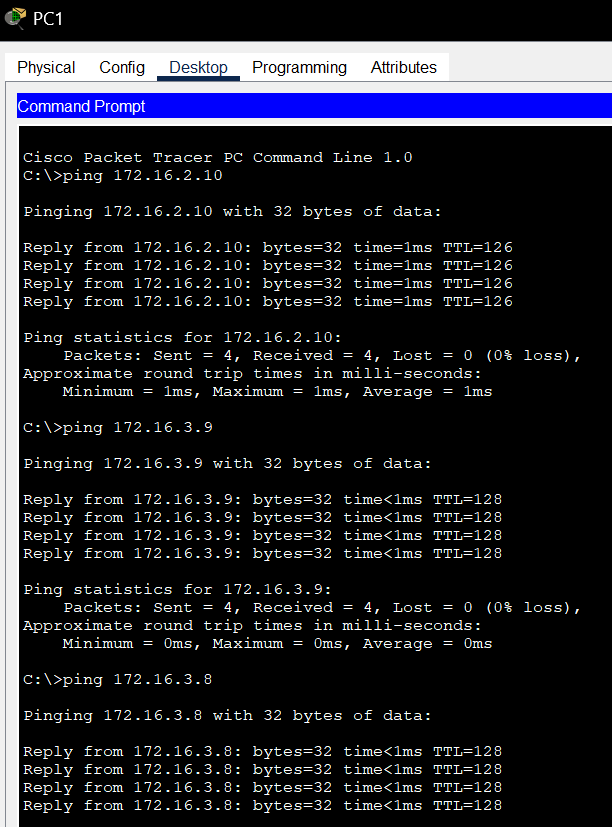 PC1
Physical Config Desktop Programming Attributes
Command Prompt
Cisco Packet Tracer PC Command Line 1.0
C:\>ping 172.16.2.10
Pinging 172.16.2.10 with 32 bytes of data:
Reply from 172.16.2.10: bytes=32 time=1ms TTL=126
Reply from 172.16.2.10: bytes=32 time=1ms TTL=126
Reply from 172.16.2.10: bytes=32 time=1ms TTL=126
Reply from 172.16.2.10: bytes=32 time=1ms TTL=126
Ping statistics for 172.16.2.10:
Packets: Sent = 4, Received = 4, Lost = 0 (0% loss),
Approximate round trip times in milli-seconds:
Minimum = 1ms, Maximum = 1ms, Average = 1ms
C:\>ping 172.16.3.9
Pinging 172.16.3.9 with 32 bytes of data:
Reply from 172.16.3.9: bytes=32 time<1ms TTL=128
Reply from 172.16.3.9: bytes=32 time<1ms TTL=128
Reply from 172.16.3.9: bytes=32 time<1ms TTL=128
Reply from 172.16.3.9: bytes=32 time<1ms TTL=128
Ping statistics for 172.16.3.9:
Packets: Sent = 4, Received = 4, Lost = 0 (0% loss),
Approximate round trip times in milli-seconds:
Minimum = 0ms, Maximum = 0ms, Average = 0ms
C:\>ping 172.16.3.8
Pinging 172.16.3.8 with 32 bytes of data:
Reply from 172.16.3.8: bytes=32 time<1ms TTL=128
Reply from 172.16.3.8: bytes=32 time<1ms TTL=128
Reply from 172.16.3.8: bytes=32 time<1ms TTL=128
Reply from 172.16.3.8: bytes=32 time<1ms TTL=128